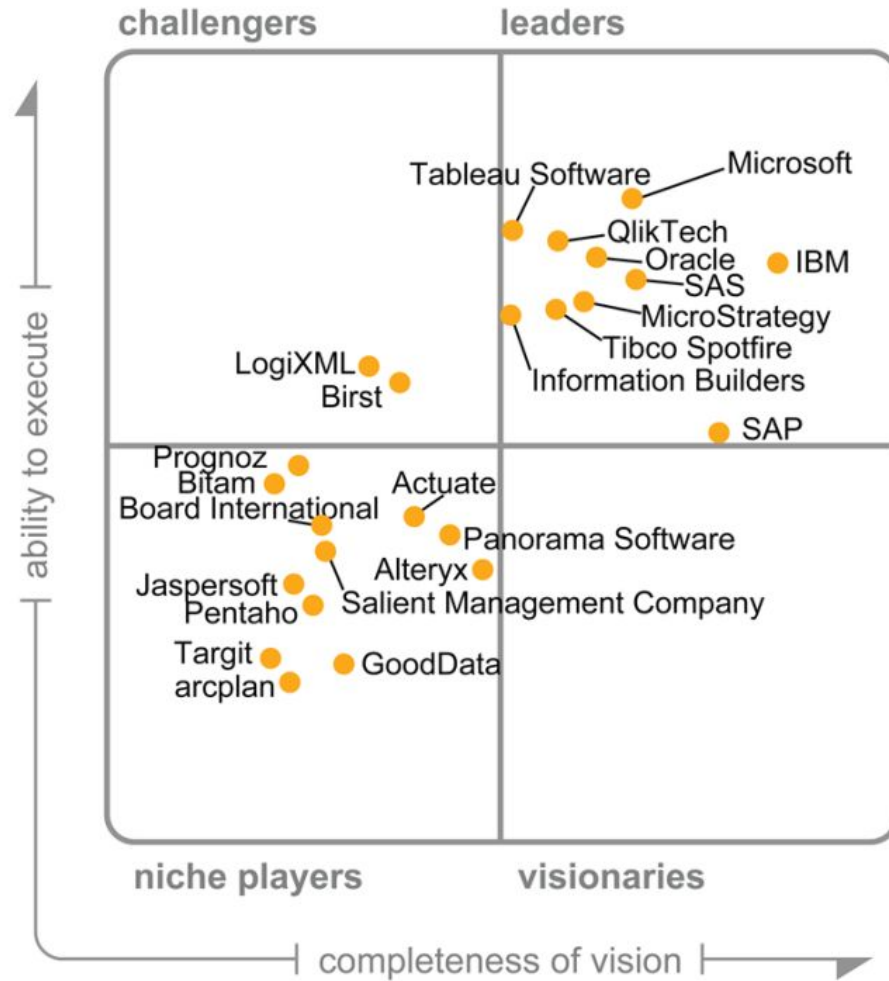 challengers
leaders
Tableau Software
Microsoft
QlikTech
Oracle
IBM
SAS
MicroStrategy
Tibco Spotfire
Information Builders
LogiXML
Birst
SAP
Prognoz
Bitam
Board International
Actuate
Panorama Software
Alteryx
Jaspersoft
Salient Management Company
Pentaho
Targit
GoodData
arcplan
ability to execute
niche players
visionaries
completeness of vision